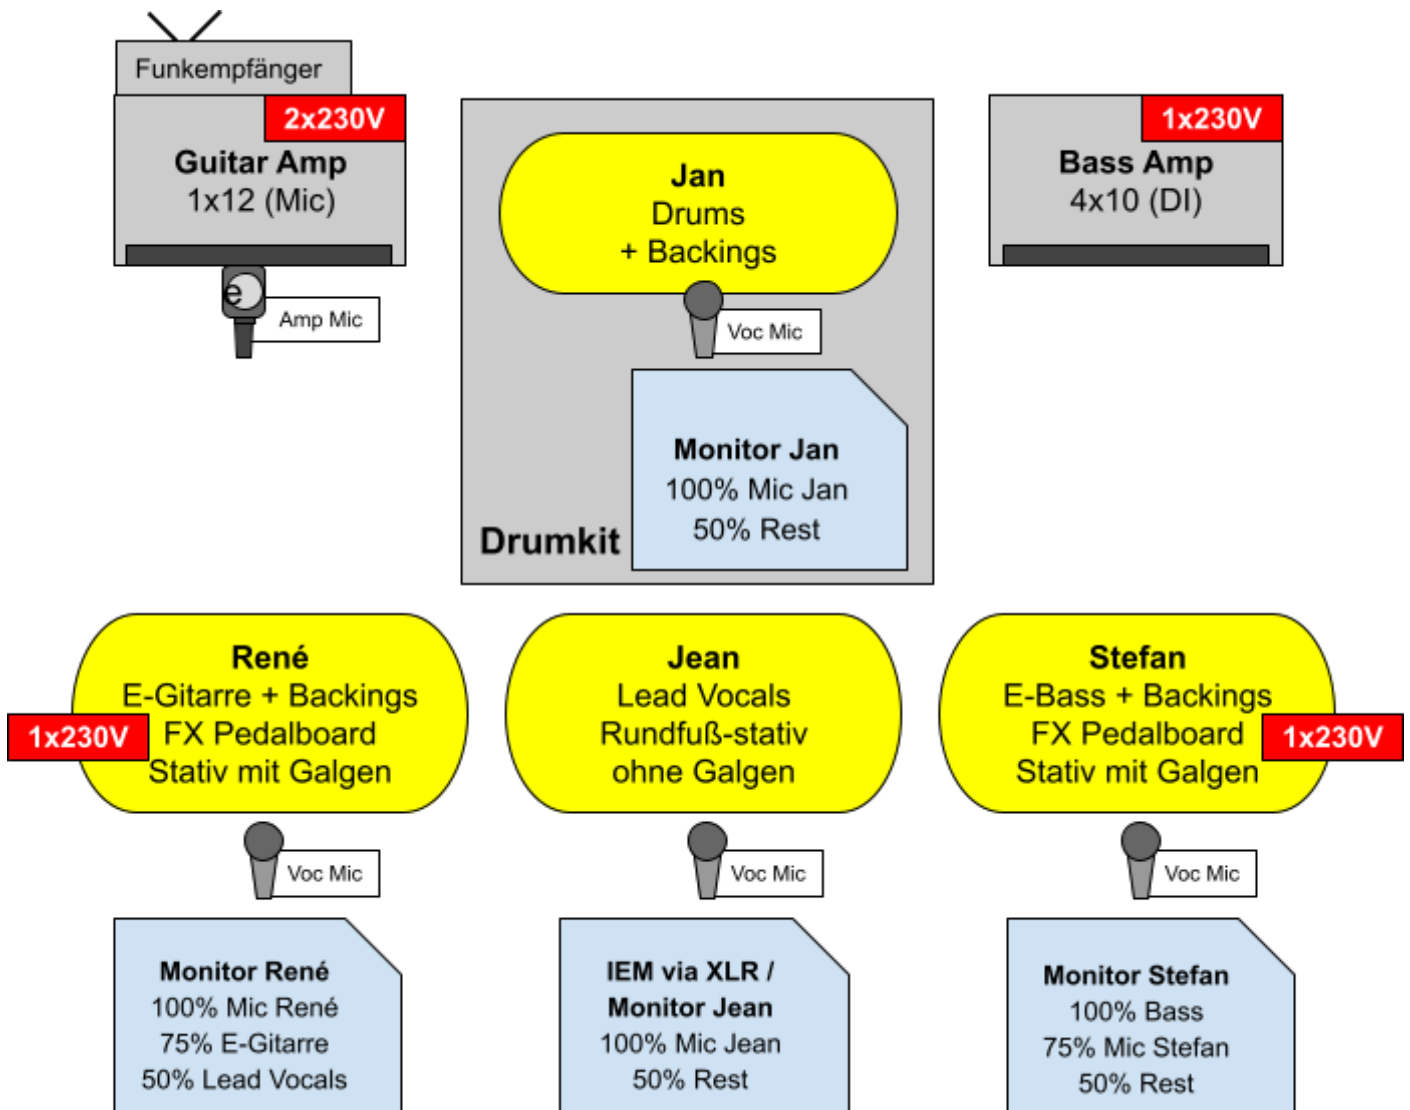 Funkempfänger
2x230V
Guitar Amp
1x12 (Mic)
e
Amp Mic
Jan
Drums
+ Backings
Voc Mic
Monitor Jan
100% Mic Jan
50% Rest
Drumkit
1x230V
Bass Amp
4x10 (DI)
René
E-Gitarre + Backings
FX Pedalboard
Stativ mit Galgen
1x230V
Voc Mic
Monitor René
100% Mic René
75% E-Gitarre
50% Lead Vocals
Jean
Lead Vocals
Rundfuß-stativ
ohne Galgen
Voc Mic
IEM via XLR /
Monitor Jean
100% Mic Jean
50% Rest
Stefan
E-Bass + Backings
FX Pedalboard
Stativ mit Galgen
1x230V
Voc Mic
Monitor Stefan
100% Bass
75% Mic Stefan
50% Rest